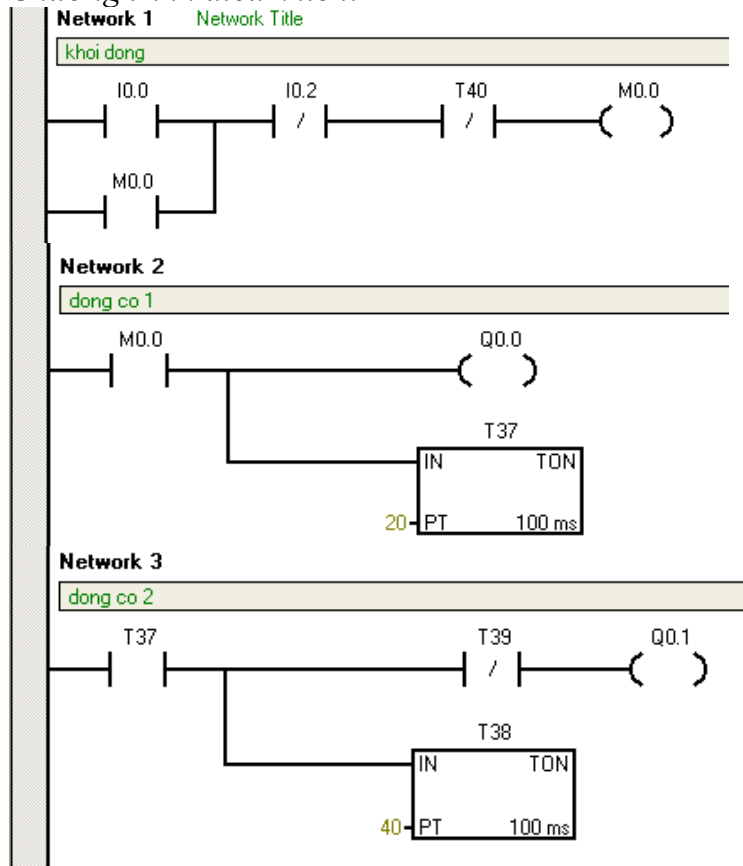 Network 1 Network Title
khoi dong
I0.0 I0.2 T40 M0.0
/ /
M0.0
Network 2
dong co 1
M0.0 Q0.0
T37
IN TON
20 PT 100 ms
Network 3
dong co 2
T37 T39 Q0.1
/
T38
IN TON
40 PT 100 ms